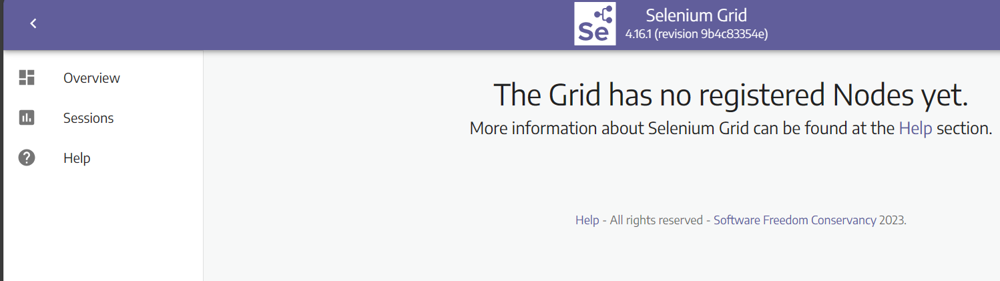 Se
Selenium Grid
4.16.1 (revision 9b4c83354e)
Overview
Sessions
Help
The Grid has no registered Nodes yet.
More information about Selenium Grid can be found at the Help section.
Help - All rights reserved - Software Freedom Conservancy 2023.